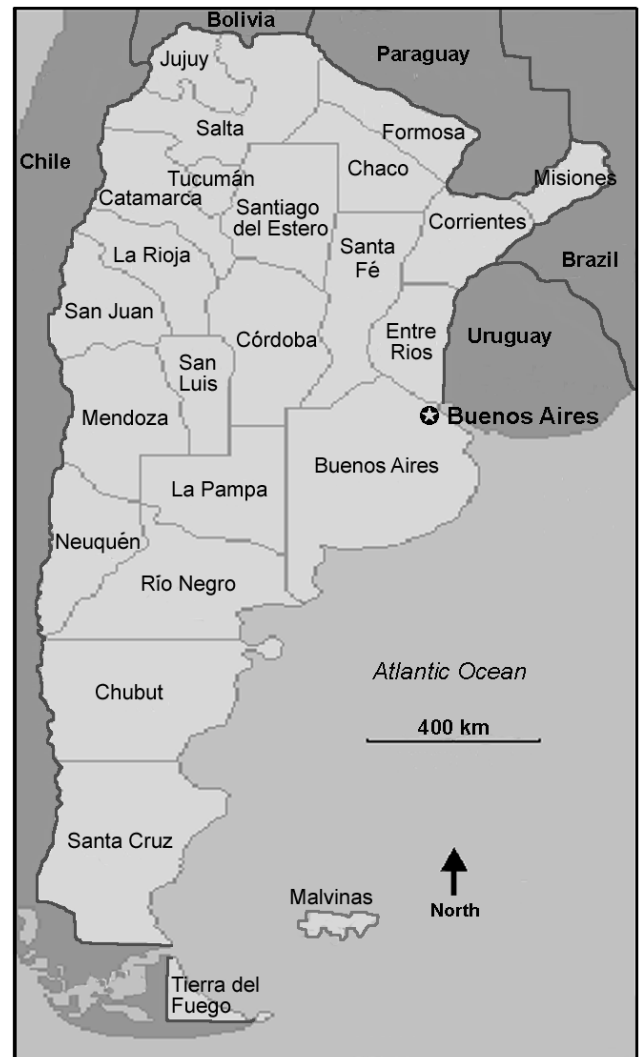 Bolivia
Jujuy
Paraguay
Salta
Formosa
Chile
Chaco
Tucumán
Misiones
Catamarca
Santiago
del Estero
Corrientes
La Rioja
Santa
Fé
Brazil
San Juan
Córdoba
Entre
Rios
Uruguay
San
Luis
Mendoza
Buenos Aires
Buenos Aires
La Pampa
Neuquén
Río Negro
Atlantic Ocean
Chubut
400 km
Santa Cruz
Malvinas
North
Tierra del
Fuego